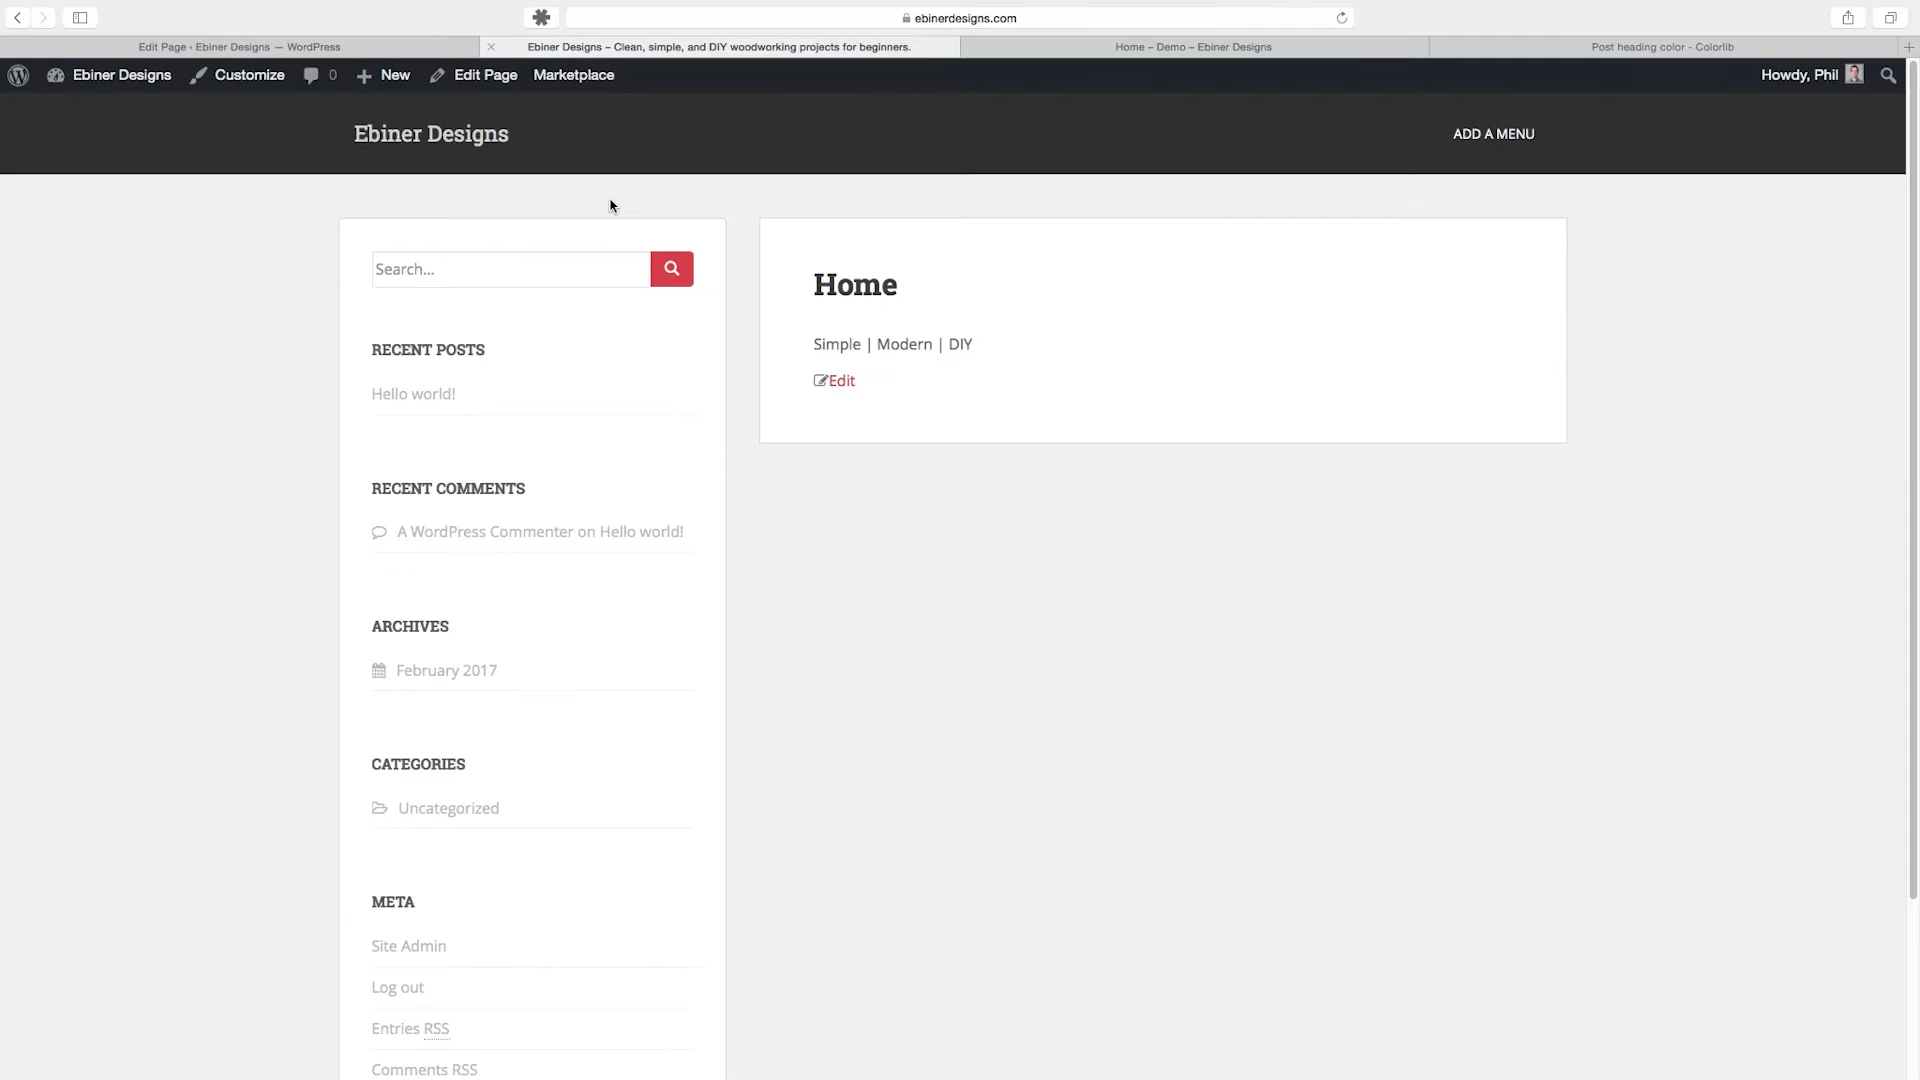 ebinerdesigns.com
Edit Page ‹ Ebiner Designs — WordPress
Ebiner Designs – Clean, simple, and DIY woodworking projects for beginners.
Home – Demo – Ebiner Designs
Post heading color - Colorlib
Ebiner Designs
Customize
0
New
Edit Page
Marketplace
Howdy, Phil
Ebiner Designs
ADD A MENU
Search...
RECENT POSTS
Hello world!
RECENT COMMENTS
A WordPress Commenter on Hello world!
ARCHIVES
February 2017
CATEGORIES
Uncategorized
META
Site Admin
Log out
Entries RSS
Comments RSS
Home
Simple | Modern | DIY
Edit